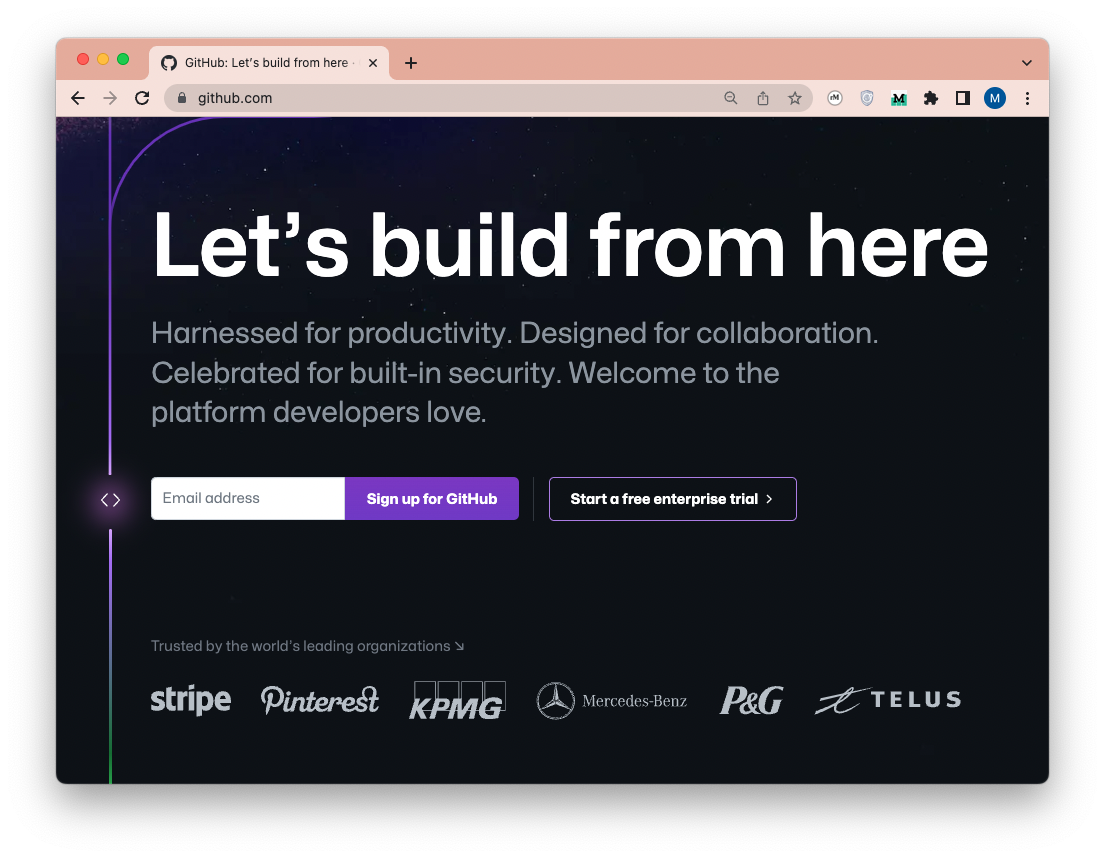 GitHub: Let's build from here ·
github.com
rM
M
M
Let’s build from here
Harnessed for productivity. Designed for collaboration.
Celebrated for built-in security. Welcome to the
platform developers love.
Email address
Sign up for GitHub
Start a free enterprise trial >
Trusted by the world’s leading organizations ↘
stripe
Pinterest
KPMG
Mercedes-Benz
P&G
TELUS